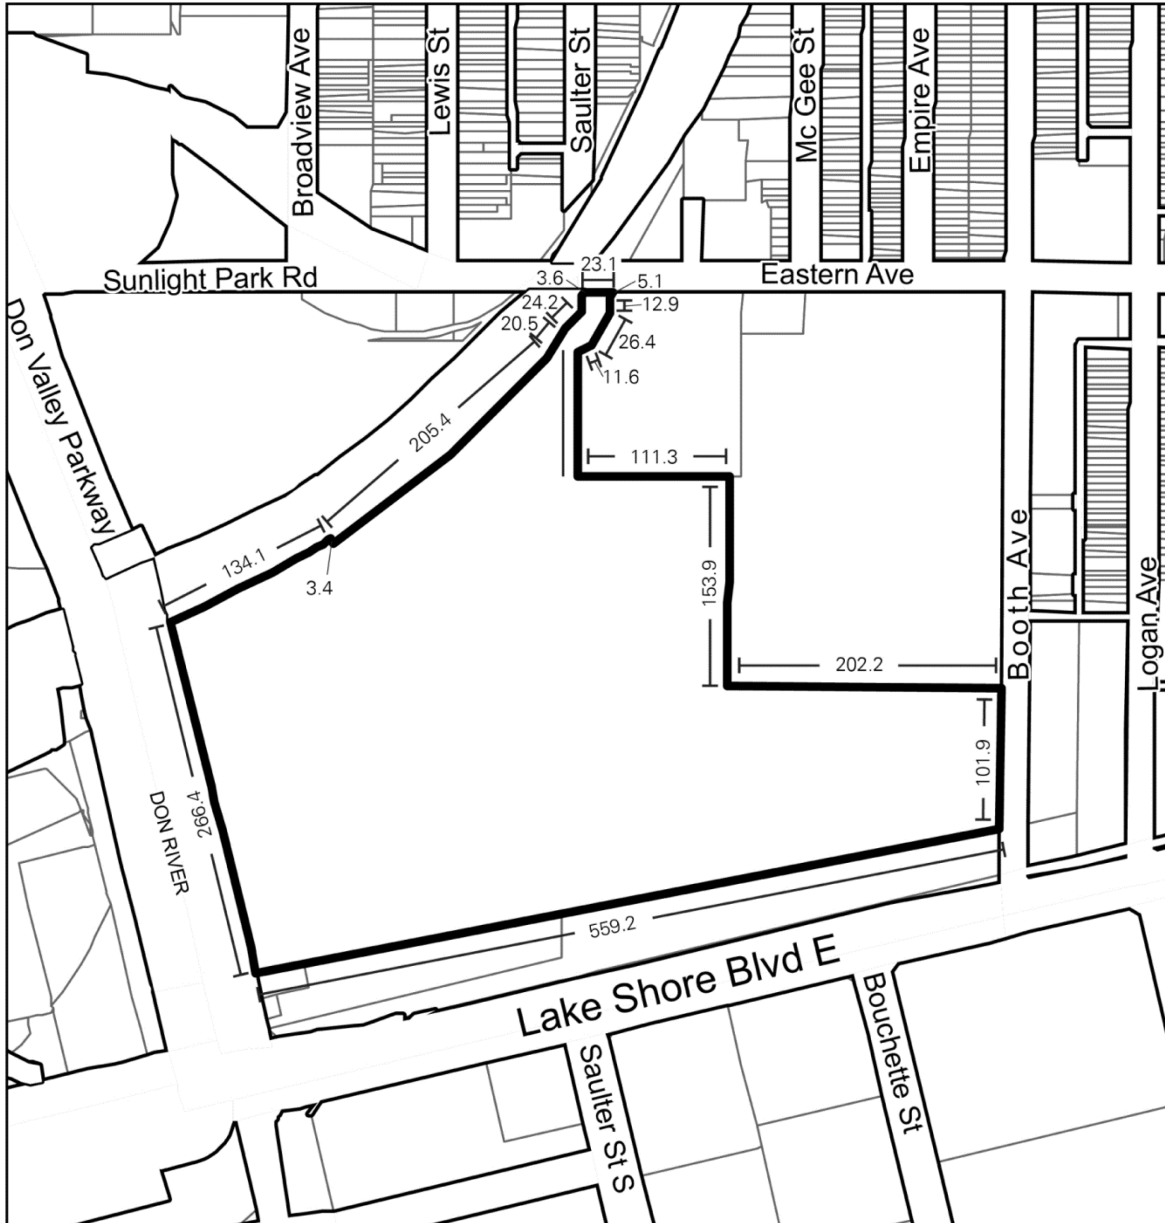 Broadview Ave
Lewis St
Saulter St
Mc Gee St
Empire Ave
Sunlight Park Rd
Eastern Ave
23.1
3.6
5.1
24.2
12.9
20.5
26.4
11.6
Don Valley Parkway
205.4
111.3
134.1
3.4
153.9
Booth Ave
Logan Ave
202.2
101.9
266.4
DON RIVER
559.2
Lake Shore Blvd E
Bouchette St
Saulter St S